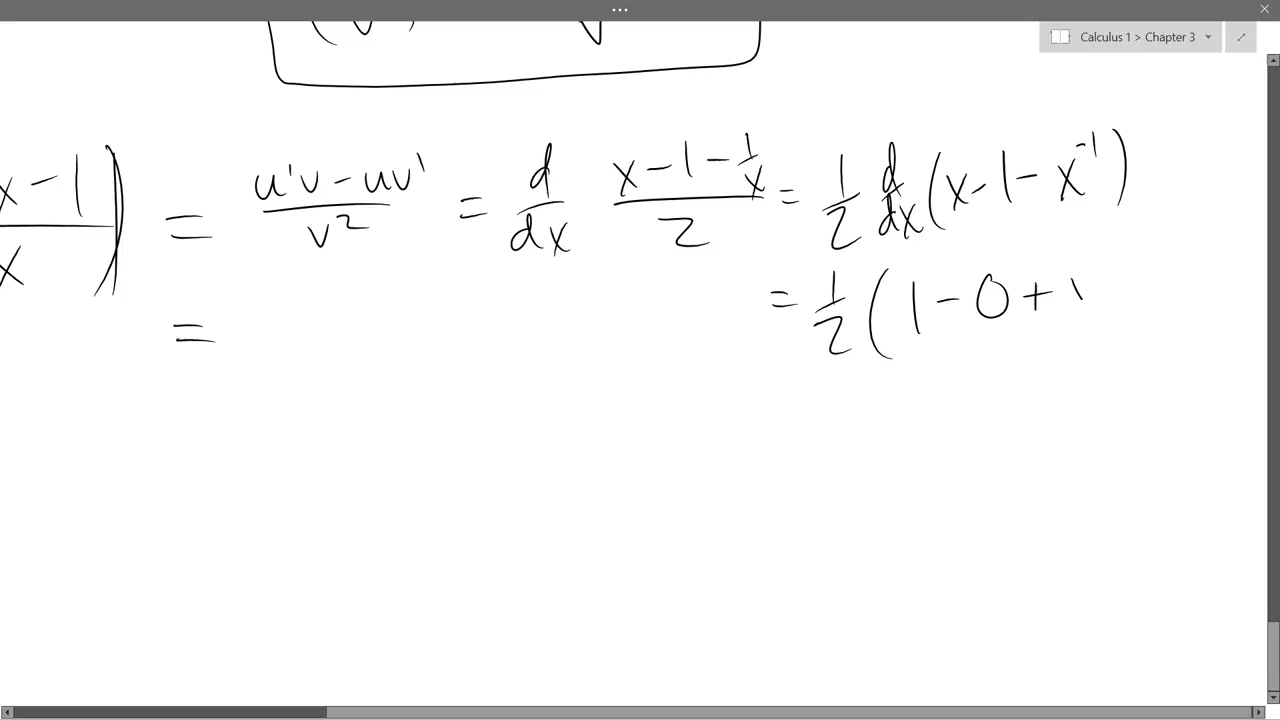 Calculus 1 > Chapter 3
x - 1 / x) = u'v - uv' / v² = d/dx (x - 1 - 1/x) / 2 = 1/2 d/dx (x - 1 - x⁻¹)
= = 1/2 (1 - 0 +